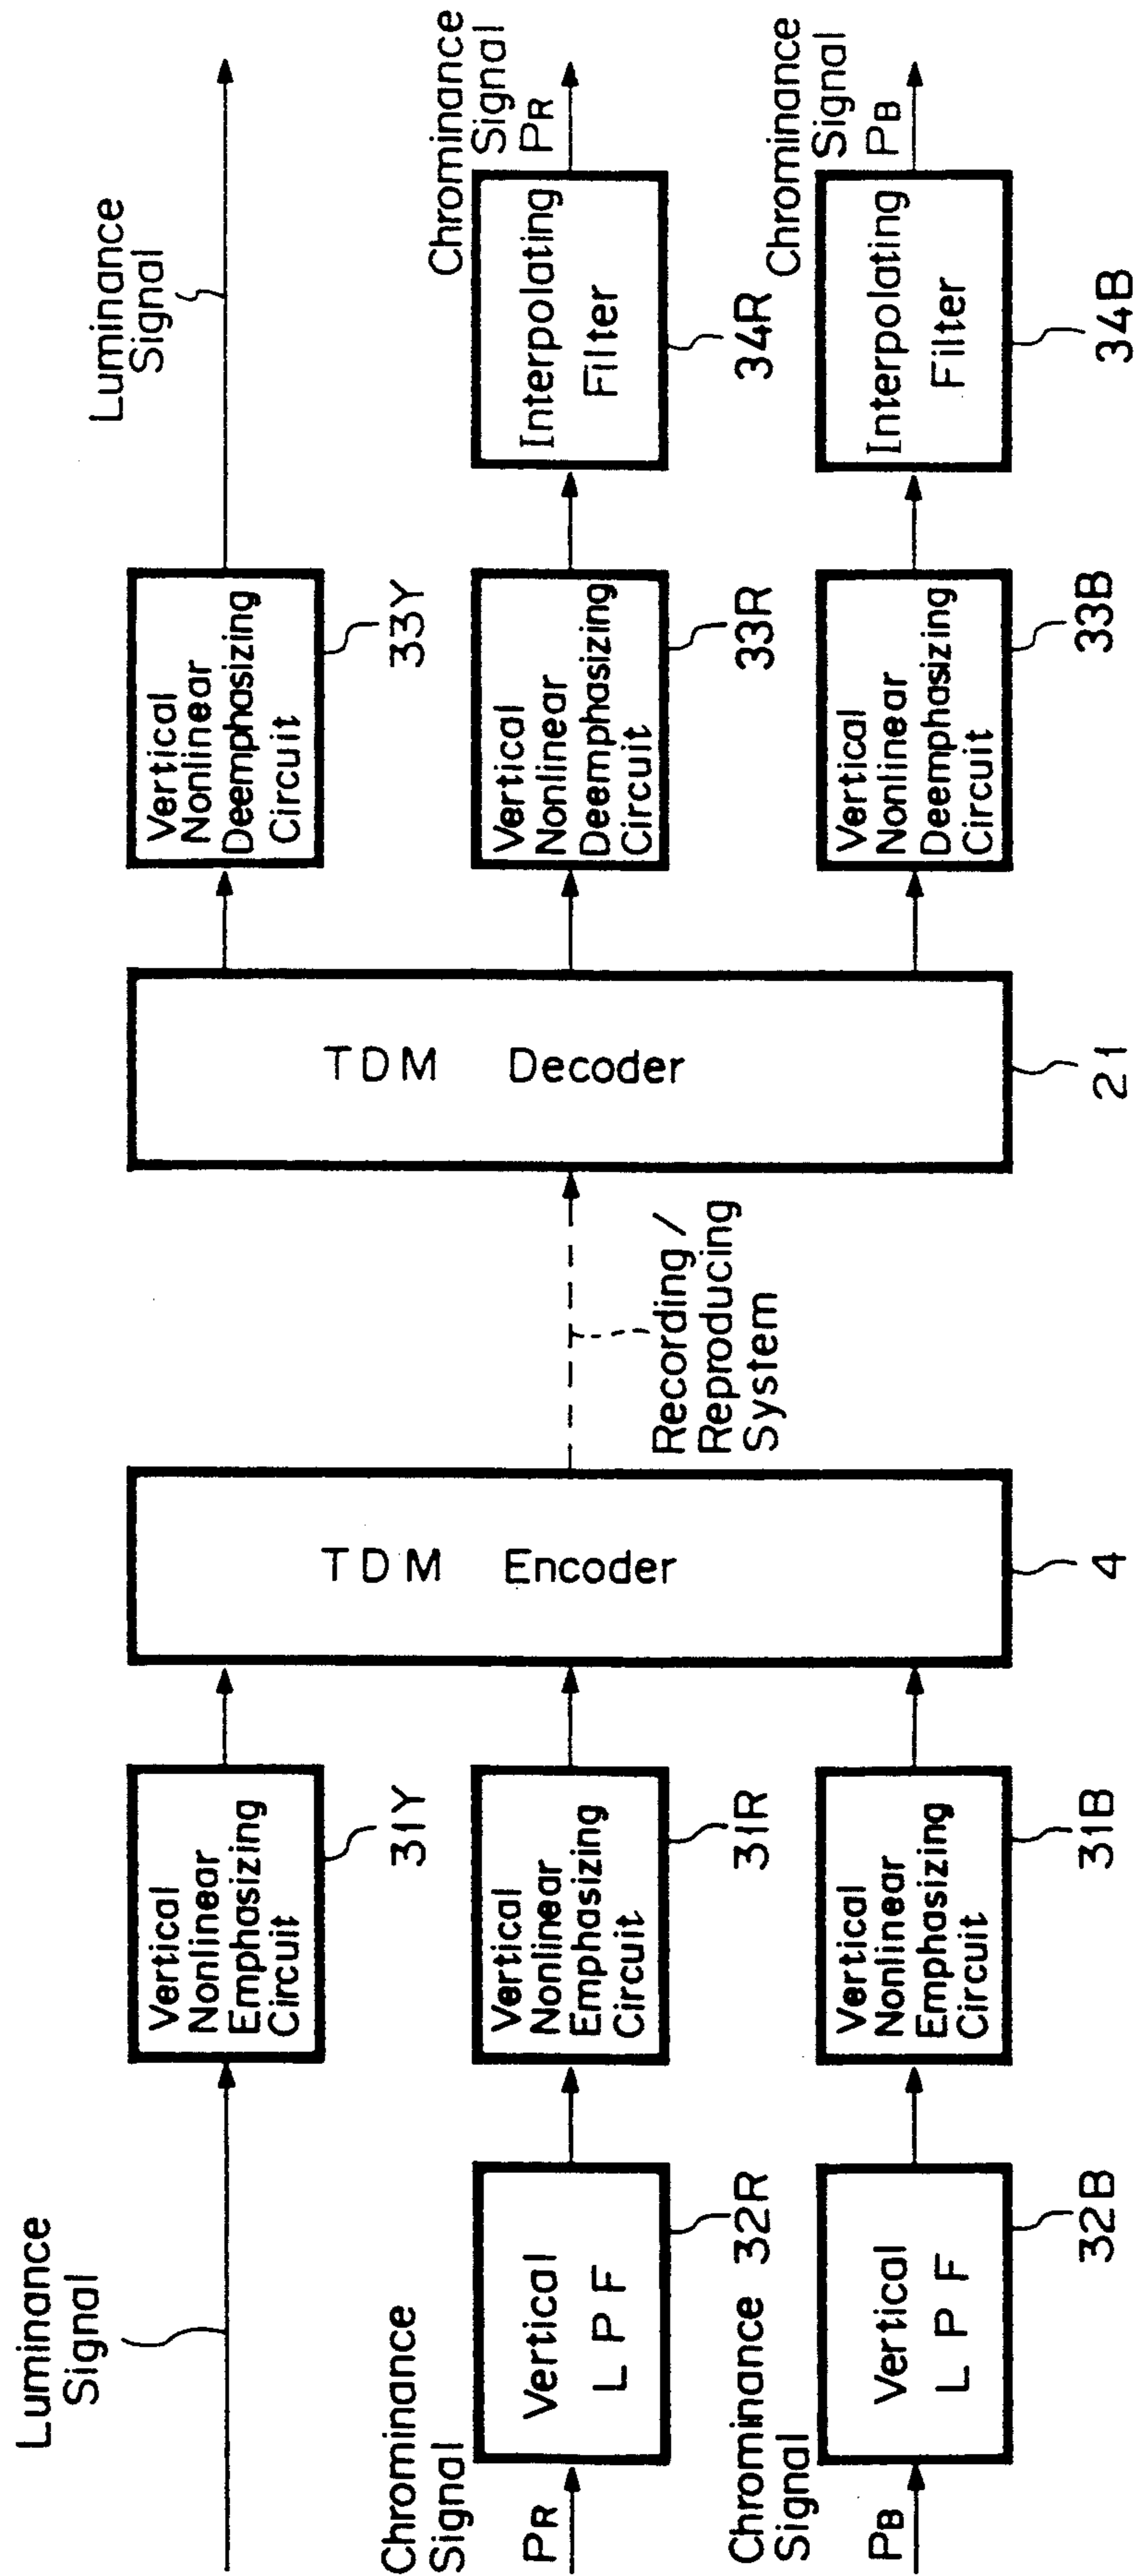 Luminance
Signal
Chrominance
Signal
PR
Chrominance
Signal
PB
Vertical
L P F
32R
Vertical
L P F
32B
Vertical
Nonlinear
Emphasizing
Circuit
31Y
Vertical
Nonlinear
Emphasizing
Circuit
31R
Vertical
Nonlinear
Emphasizing
Circuit
31B
TDM Encoder
4
Recording /
Reproducing
System
TDM Decoder
21
Vertical
Nonlinear
Deemphasizing
Circuit
33Y
Vertical
Nonlinear
Deemphasizing
Circuit
33R
Vertical
Nonlinear
Deemphasizing
Circuit
33B
Luminance
Signal
Chrominance
Signal
PR
Interpolating
Filter
34R
Chrominance
Signal
PB
Interpolating
Filter
34B